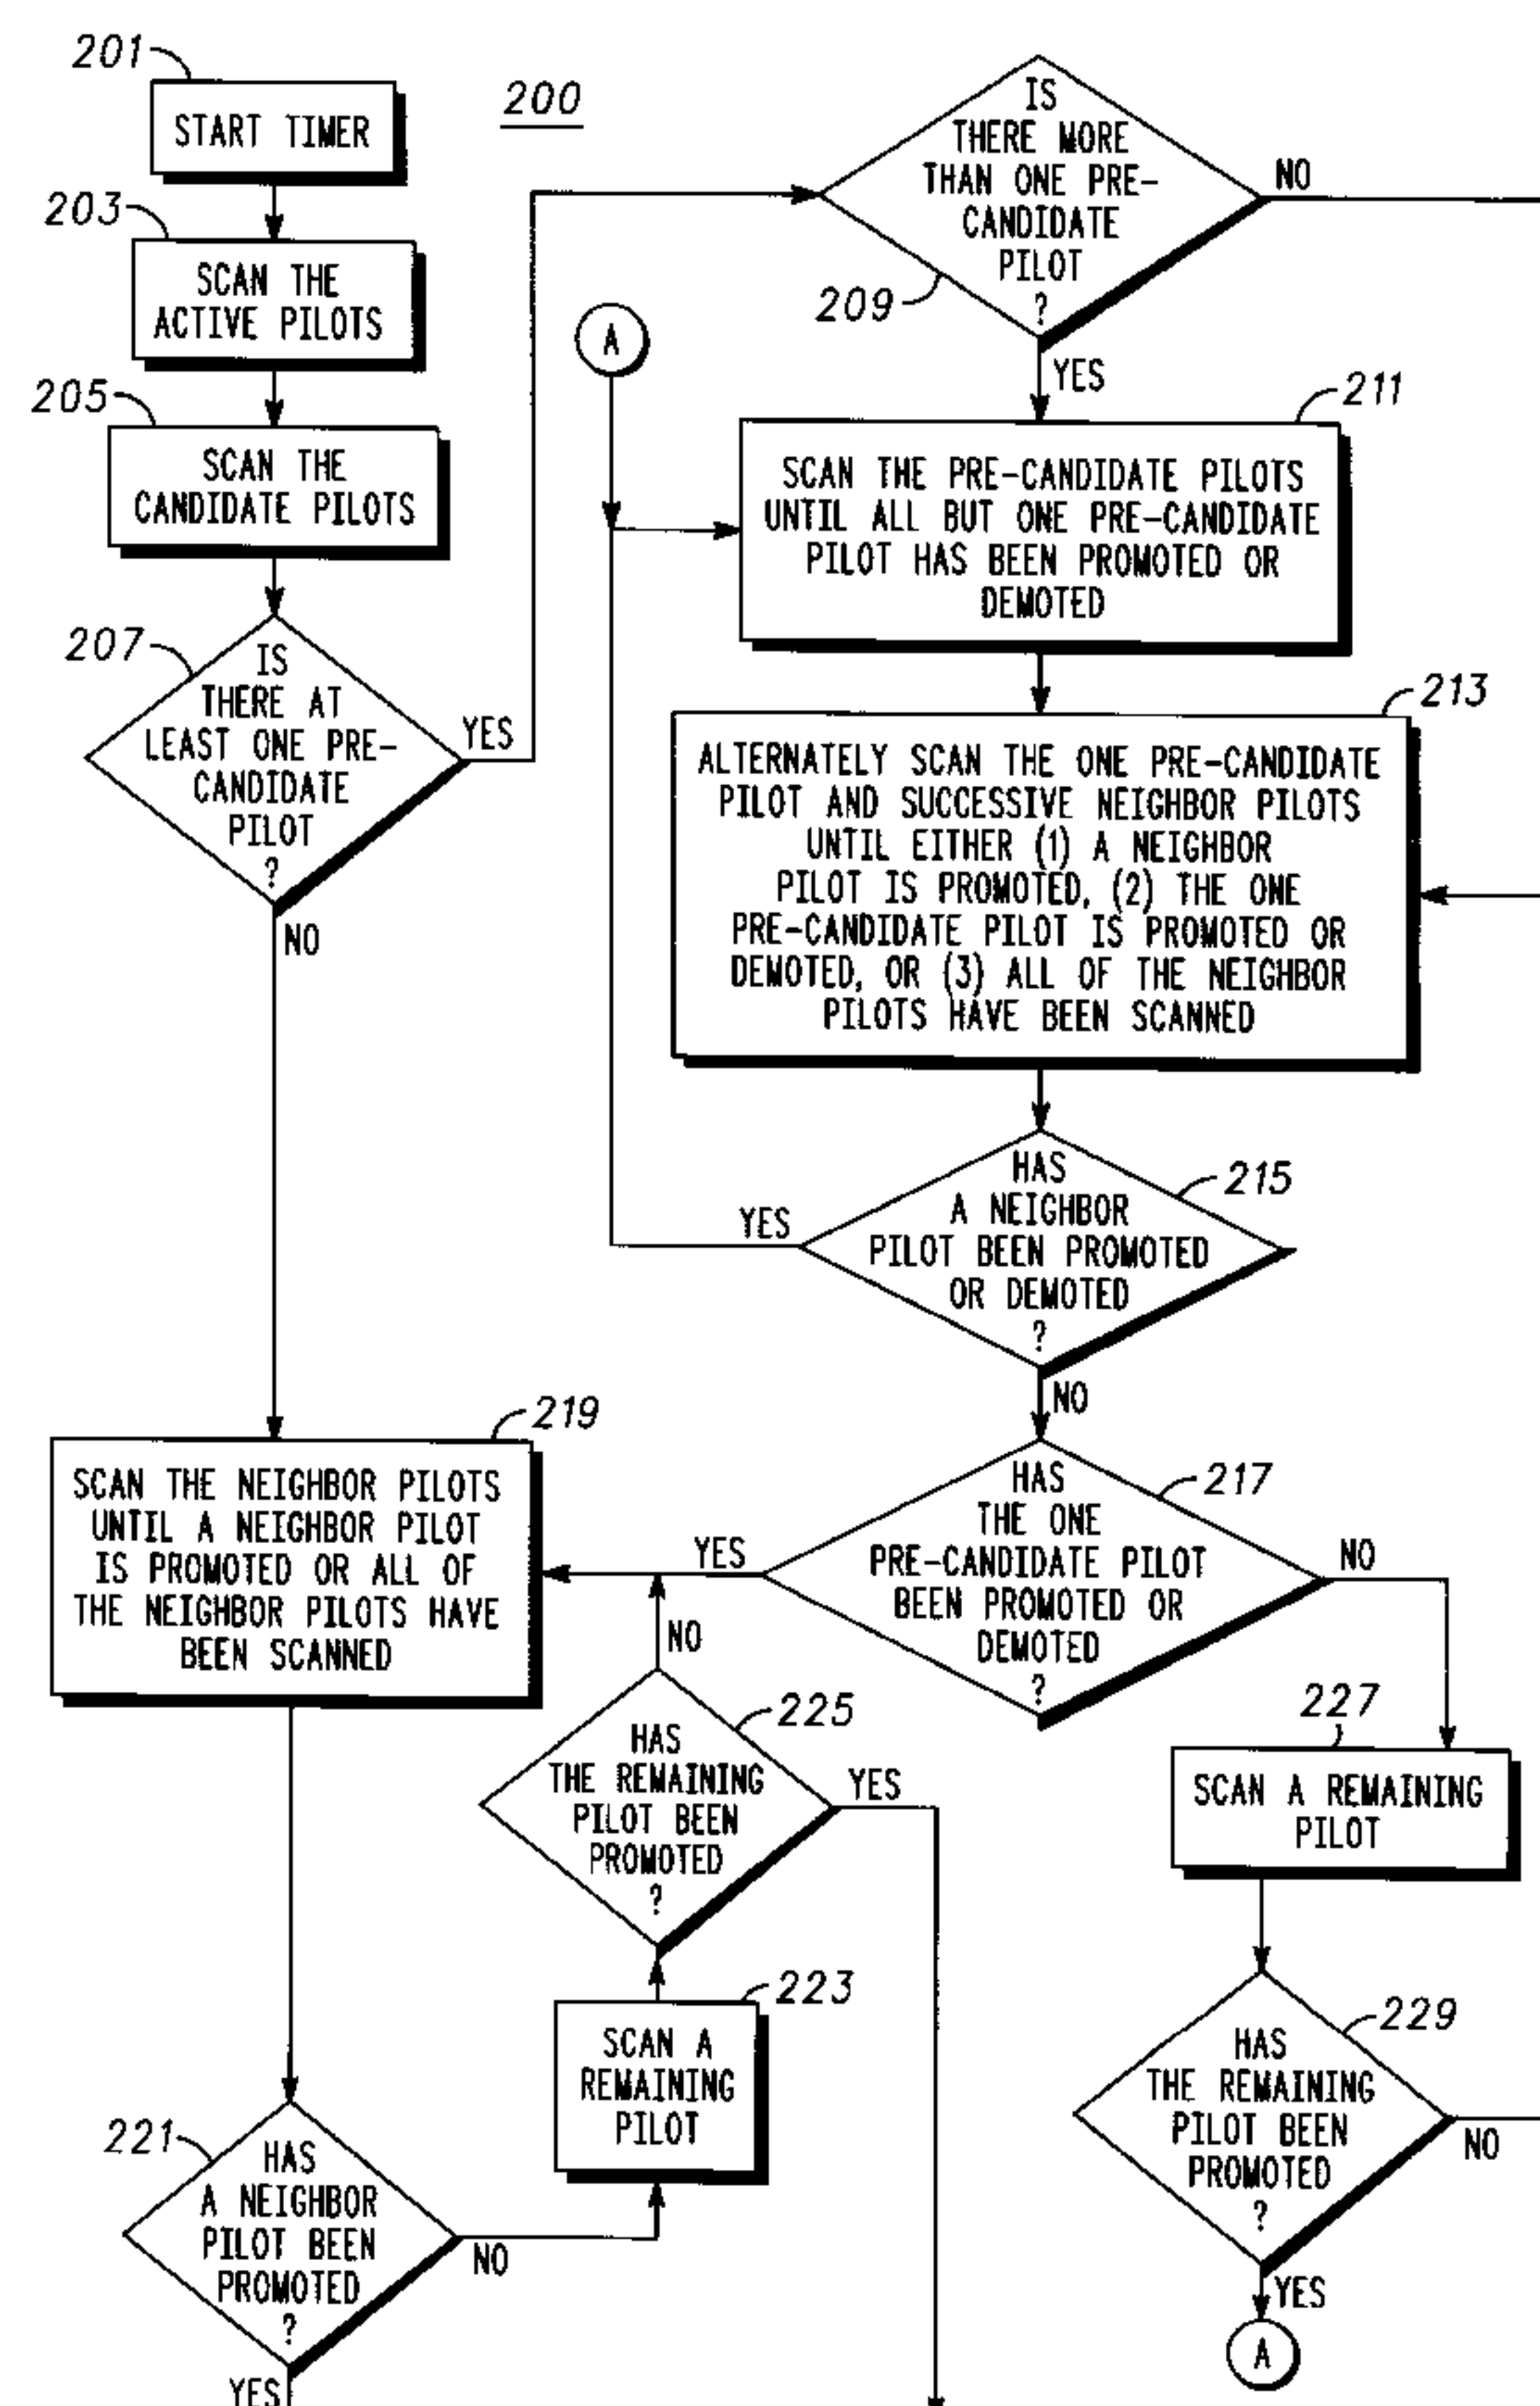 200
201
START TIMER
203
SCAN THE
ACTIVE PILOTS
205
SCAN THE
CANDIDATE PILOTS
207
IS
THERE AT
LEAST ONE PRE-
CANDIDATE
PILOT
?
YES
NO
IS
THERE MORE
THAN ONE PRE-
CANDIDATE
PILOT
?
209
NO
YES
A
211
SCAN THE PRE-CANDIDATE PILOTS
UNTIL ALL BUT ONE PRE-CANDIDATE
PILOT HAS BEEN PROMOTED OR
DEMOTED
213
ALTERNATELY SCAN THE ONE PRE-CANDIDATE
PILOT AND SUCCESSIVE NEIGHBOR PILOTS
UNTIL EITHER (1) A NEIGHBOR
PILOT IS PROMOTED, (2) THE ONE
PRE-CANDIDATE PILOT IS PROMOTED OR
DEMOTED, OR (3) ALL OF THE NEIGHBOR
PILOTS HAVE BEEN SCANNED
215
HAS
A NEIGHBOR
PILOT BEEN PROMOTED
OR DEMOTED
?
YES
NO
217
HAS
THE ONE
PRE-CANDIDATE PILOT
BEEN PROMOTED OR
DEMOTED
?
YES
NO
219
SCAN THE NEIGHBOR PILOTS
UNTIL A NEIGHBOR PILOT
IS PROMOTED OR ALL OF
THE NEIGHBOR PILOTS HAVE
BEEN SCANNED
221
HAS
A NEIGHBOR
PILOT BEEN
PROMOTED
?
NO
YES
223
SCAN A
REMAINING
PILOT
225
HAS
THE REMAINING
PILOT BEEN
PROMOTED
?
NO
YES
227
SCAN A REMAINING
PILOT
229
HAS
THE REMAINING
PILOT BEEN
PROMOTED
?
NO
YES
A